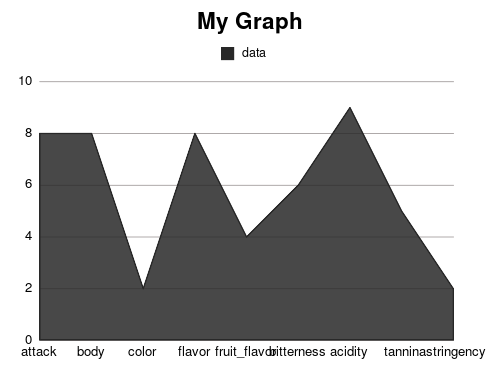 My Graph
data
10
8
6
4
2
0
attack body color flavor fruit_flavor bitterness acidity tannin astringency